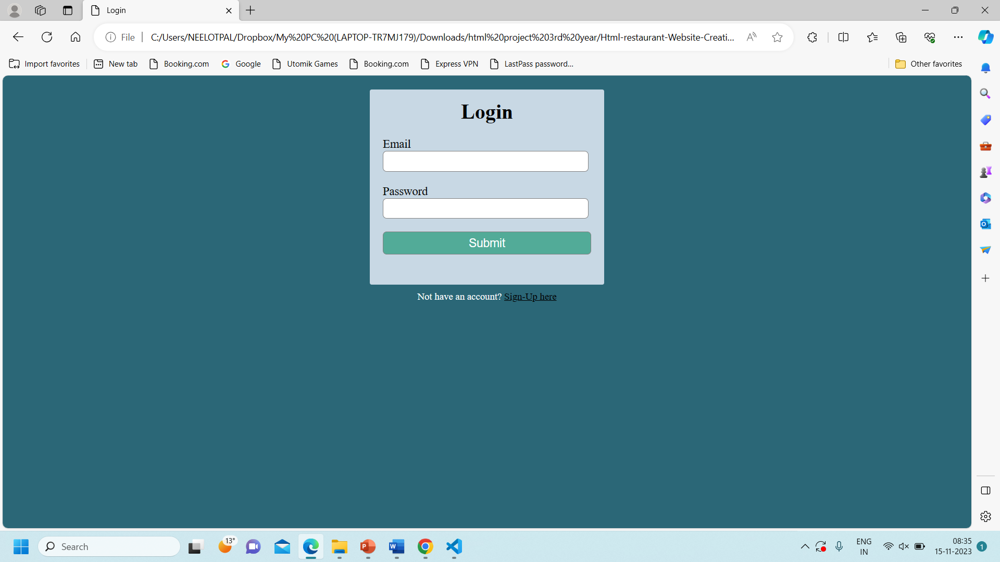 Login
File
C:/Users/NEELOTPAL/Dropbox/My%20PC%20(LAPTOP-TR7MJ179)/Downloads/html%20project%203rd%20year/Html-restaurant-Website-Creati...
Import favorites
New tab
Booking.com
Google
Utomik Games
Booking.com
Express VPN
LastPass password...
Other favorites
Login
Email
Password
Submit
Not have an account? Sign-Up here
Search
13°
ENG
IN
08:35
15-11-2023
1